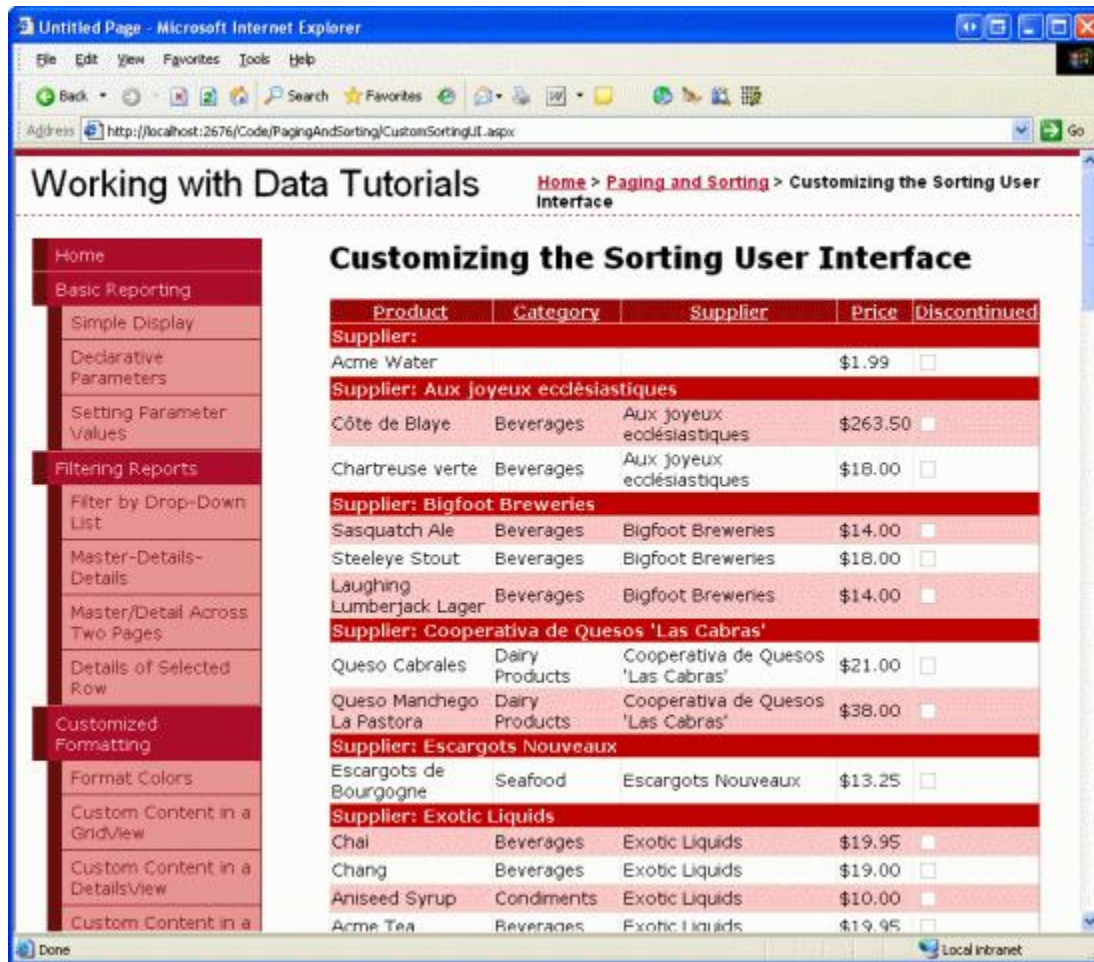 Untitled Page - Microsoft Internet Explorer
File Edit View Favorites Tools Help
Back Search Favorites
Address http://localhost:2676/Code/PagingAndSorting/CustomSortingUI.aspx Go
Working with Data Tutorials
Home > Paging and Sorting > Customizing the Sorting User
Interface
Home
Basic Reporting
Simple Display
Declarative
Parameters
Setting Parameter
Values
Filtering Reports
Filter by Drop-Down
List
Master-Details-
Details
Master/Detail Across
Two Pages
Details of Selected
Row
Customized
Formatting
Format Colors
Custom Content in a
GridView
Custom Content in a
DetailsView
Custom Content in a
Customizing the Sorting User Interface
Product Category Supplier Price Discontinued
Supplier:
Acme Water $1.99
Supplier: Aux joyeux ecclésiastiques
Côte de Blaye Beverages Aux joyeux
ecclésiastiques $263.50
Chartreuse verte Beverages Aux joyeux
ecclésiastiques $18.00
Supplier: Bigfoot Breweries
Sasquatch Ale Beverages Bigfoot Breweries $14.00
Steeleye Stout Beverages Bigfoot Breweries $18.00
Laughing
Lumberjack Lager Beverages Bigfoot Breweries $14.00
Supplier: Cooperativa de Quesos 'Las Cabras'
Queso Cabrales Dairy
Products Cooperativa de Quesos
'Las Cabras' $21.00
Queso Manchego
La Pastora Dairy
Products Cooperativa de Quesos
'Las Cabras' $38.00
Supplier: Escargots Nouveaux
Escargots de
Bourgogne Seafood Escargots Nouveaux $13.25
Supplier: Exotic Liquids
Chai Beverages Exotic Liquids $19.95
Chang Beverages Exotic Liquids $19.00
Aniseed Syrup Condiments Exotic Liquids $10.00
Acme Tea Beverages Exotic Liquids $19.95
Done Local intranet